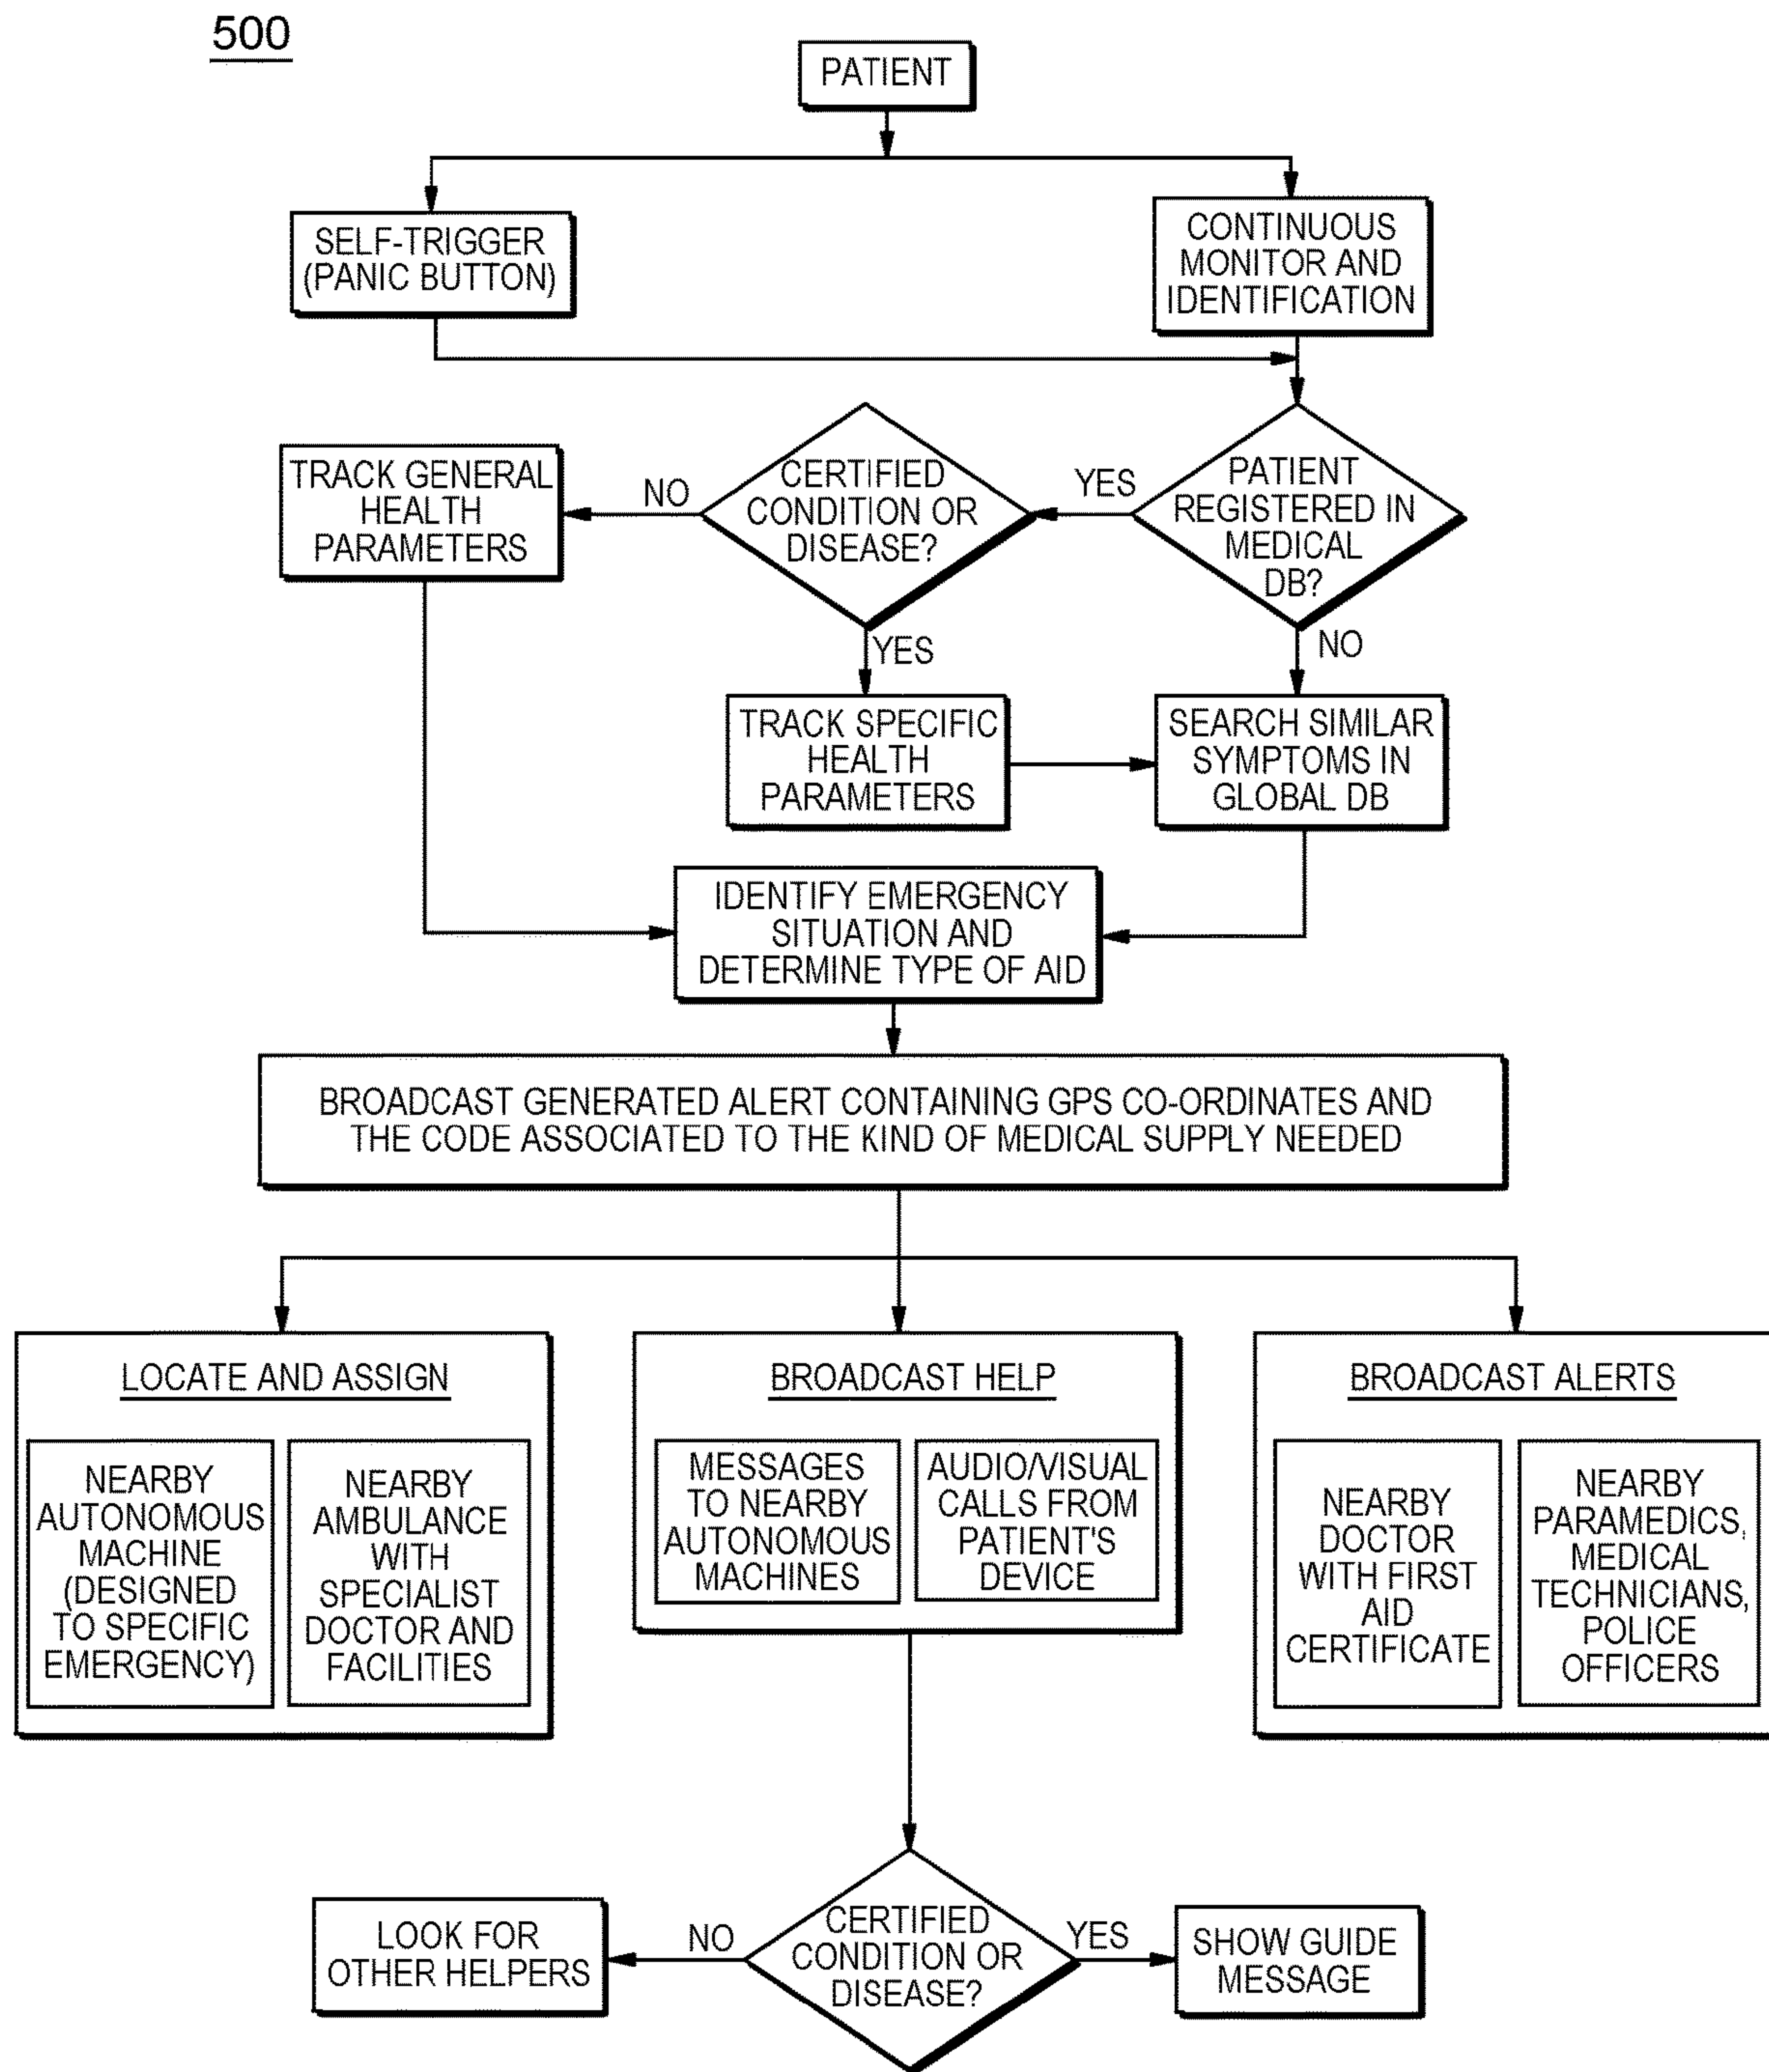 500
PATIENT
SELF-TRIGGER
(PANIC BUTTON)
CONTINUOUS
MONITOR AND
IDENTIFICATION
TRACK GENERAL
HEALTH
PARAMETERS
NO
CERTIFIED
CONDITION OR
DISEASE?
YES
PATIENT
REGISTERED IN
MEDICAL
DB?
YES
NO
TRACK SPECIFIC
HEALTH
PARAMETERS
SEARCH SIMILAR
SYMPTOMS IN
GLOBAL DB
IDENTIFY EMERGENCY
SITUATION AND
DETERMINE TYPE OF AID
BROADCAST GENERATED ALERT CONTAINING GPS CO-ORDINATES AND
THE CODE ASSOCIATED TO THE KIND OF MEDICAL SUPPLY NEEDED
LOCATE AND ASSIGN
NEARBY
AUTONOMOUS
MACHINE
(DESIGNED
TO SPECIFIC
EMERGENCY)
NEARBY
AMBULANCE
WITH
SPECIALIST
DOCTOR AND
FACILITIES
BROADCAST HELP
MESSAGES
TO NEARBY
AUTONOMOUS
MACHINES
AUDIO/VISUAL
CALLS FROM
PATIENT'S
DEVICE
BROADCAST ALERTS
NEARBY
DOCTOR
WITH FIRST
AID
CERTIFICATE
NEARBY
PARAMEDICS,
MEDICAL
TECHNICIANS,
POLICE
OFFICERS
LOOK FOR
OTHER HELPERS
NO
CERTIFIED
CONDITION OR
DISEASE?
YES
SHOW GUIDE
MESSAGE